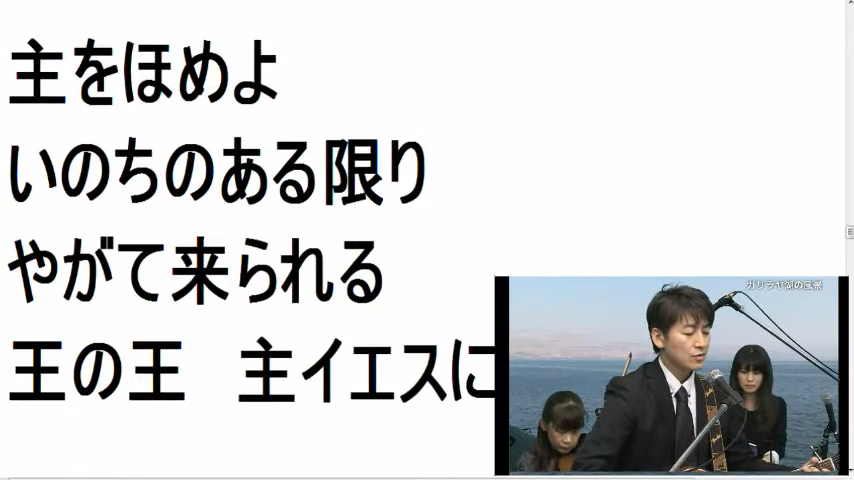 主をほめよ
いのちのある限り
やがて来られる
王の王　主イエスに
ガリラヤ湖の風景